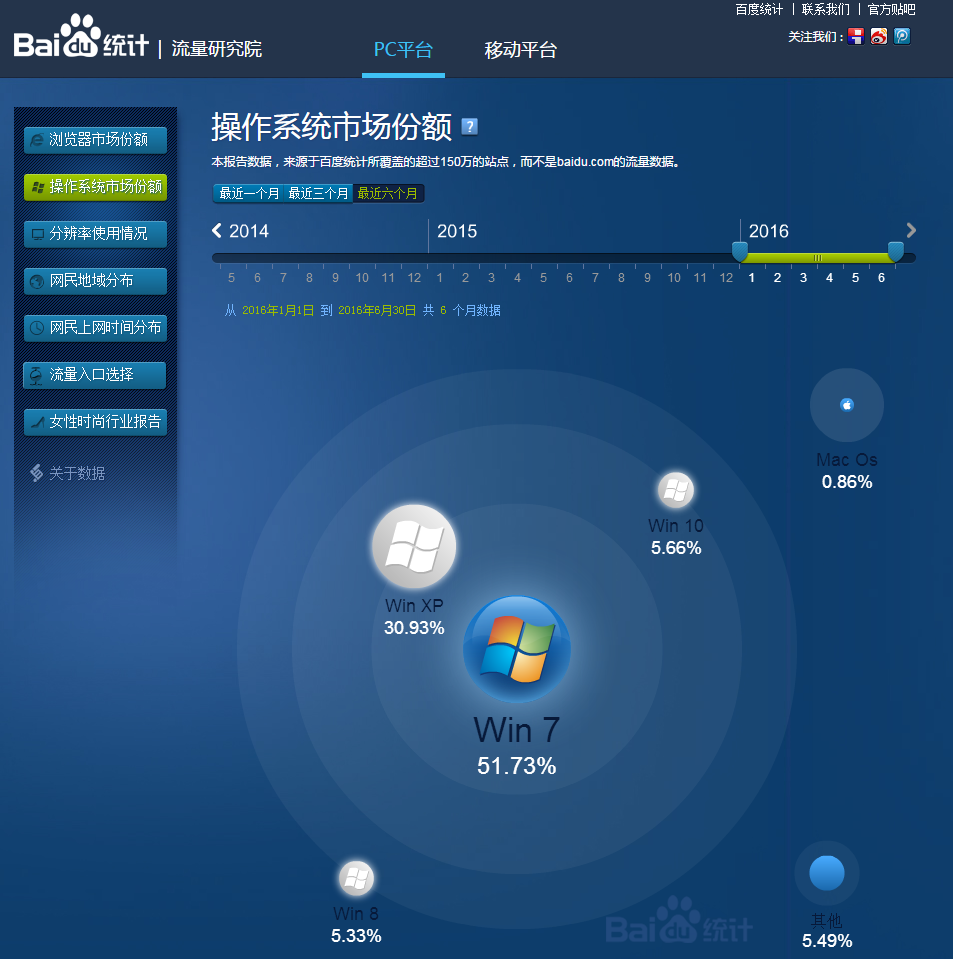 百度统计 | 联系我们 | 官方贴吧
关注我们：
Bai du 统计 | 流量研究院
PC平台 移动平台
浏览器市场份额
操作系统市场份额
分辨率使用情况
网民地域分布
网民上网时间分布
流量入口选择
女性时尚行业报告
关于数据
操作系统市场份额 ?
本报告数据，来源于百度统计所覆盖的超过150万的站点，而不是baidu.com的流量数据。
最近一个月 最近三个月 最近六个月
2014 2015 2016
5 6 7 8 9 10 11 12 1 2 3 4 5 6 7 8 9 10 11 12 1 2 3 4 5 6
从 2016年1月1日 到 2016年6月30日 共 6 个月数据
Mac Os
0.86%
Win 10
5.66%
Win XP
30.93%
Win 7
51.73%
Win 8
5.33%
其他
5.49%
Bai du 统计